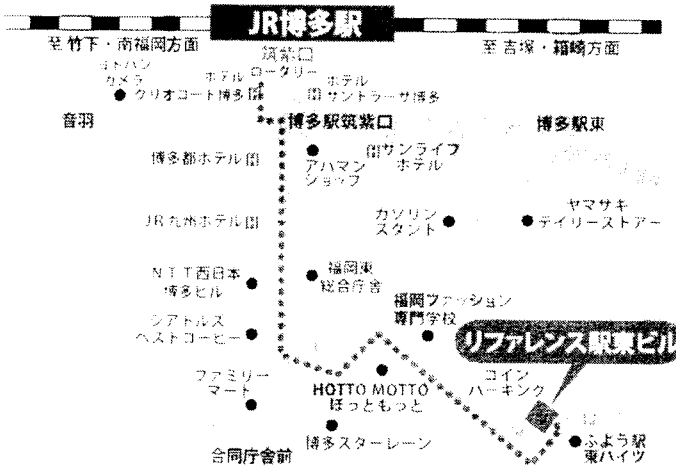 JR博多駅
至 竹下・南福岡方面
至 吉塚・箱崎方面
筑紫口
ロータリー
ヨドバシ
カメラ
ホテル
クリオコート博多
ホテル
サントラーサ博多
音羽
博多駅筑紫口
博多駅東
博多都ホテル
アパマン
ショップ
サンライフ
ホテル
JR九州ホテル
ガソリン
スタンド
ヤマザキ
デイリーストアー
NTT西日本
博多ビル
福岡東
総合庁舎
福岡ファッション
専門学校
シアトルズ
ベストコーヒー
リファレンス駅東ビル
ファミリー
マート
HOTTO MOTTO
ほっともっと
コイン
パーキング
博多スターレーン
合同庁舎前
ふよう駅
東ハイツ